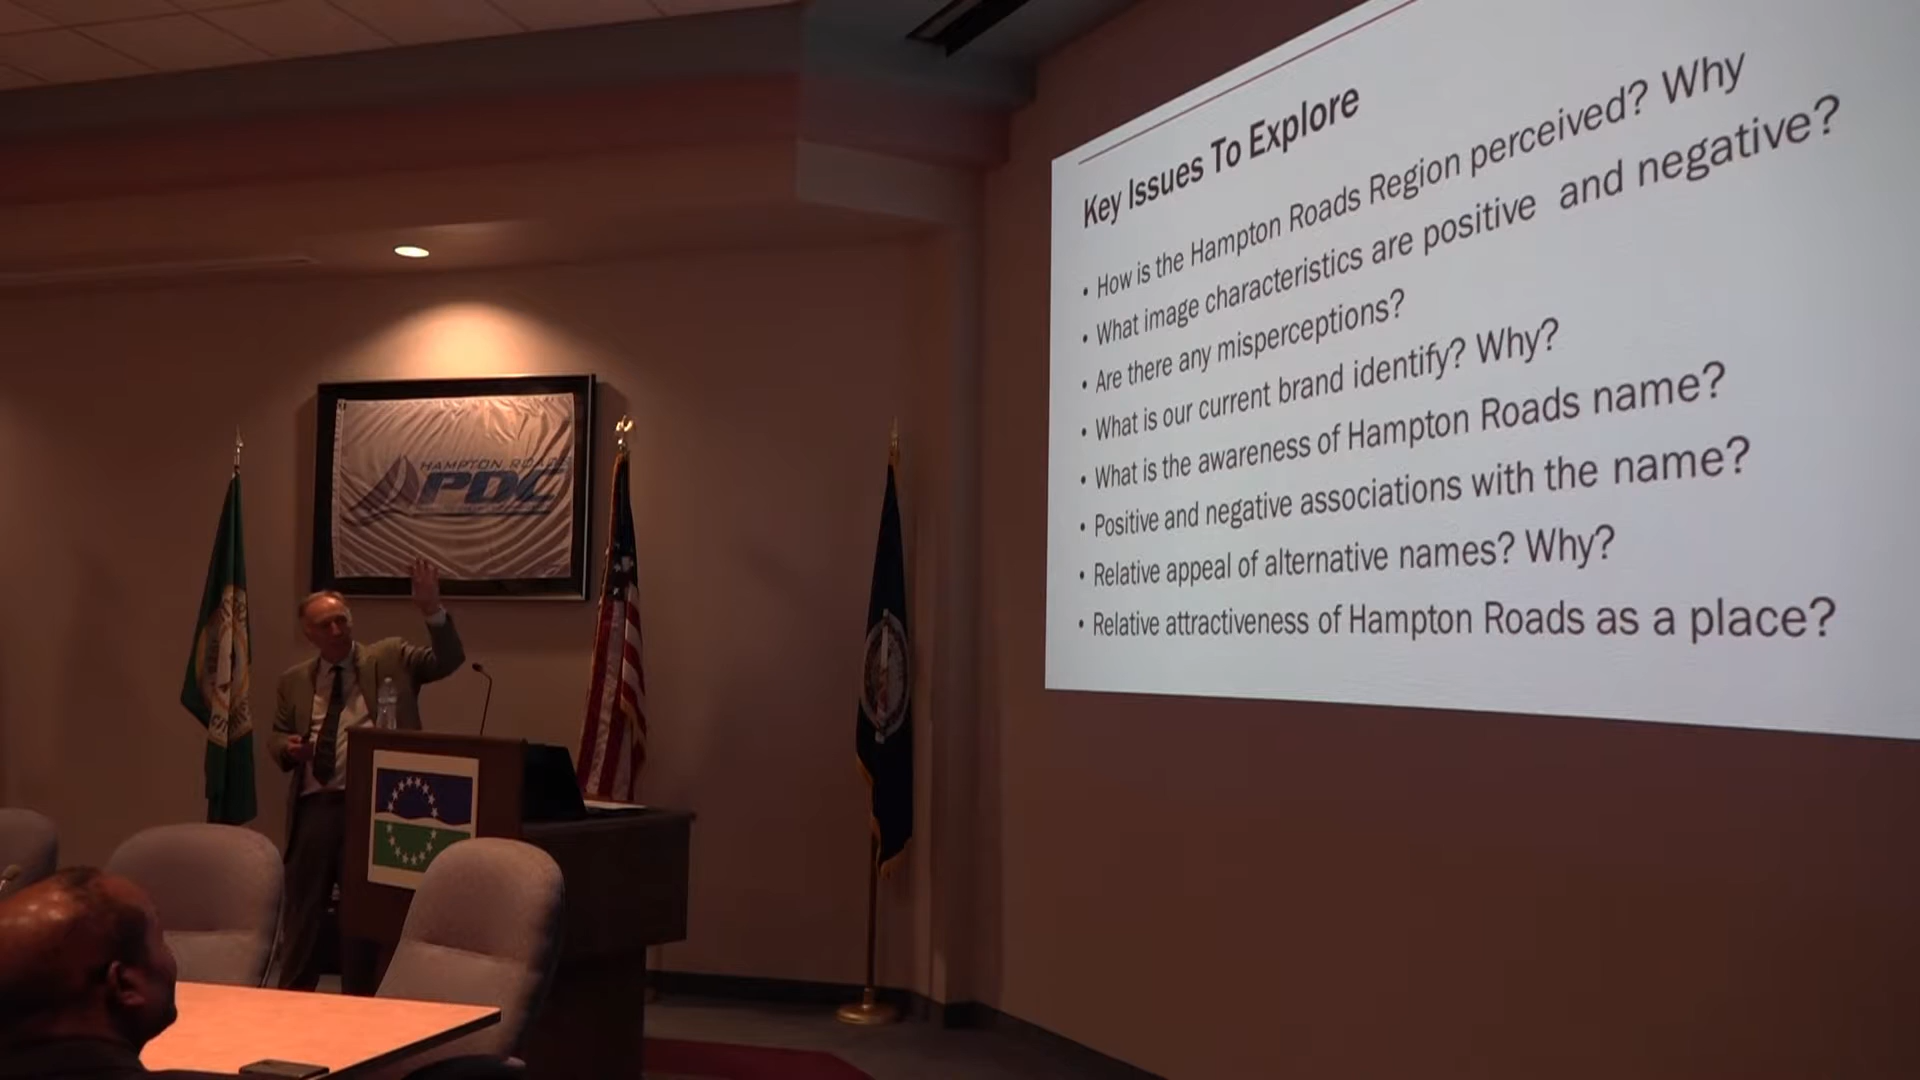 Key Issues To Explore
• How is the Hampton Roads Region perceived? Why
• What image characteristics are positive and negative?
• Are there any misperceptions?
• What is our current brand identify? Why?
• What is the awareness of Hampton Roads name?
• Positive and negative associations with the name?
• Relative appeal of alternative names? Why?
• Relative attractiveness of Hampton Roads as a place?
HAMPTON ROADS
PDC